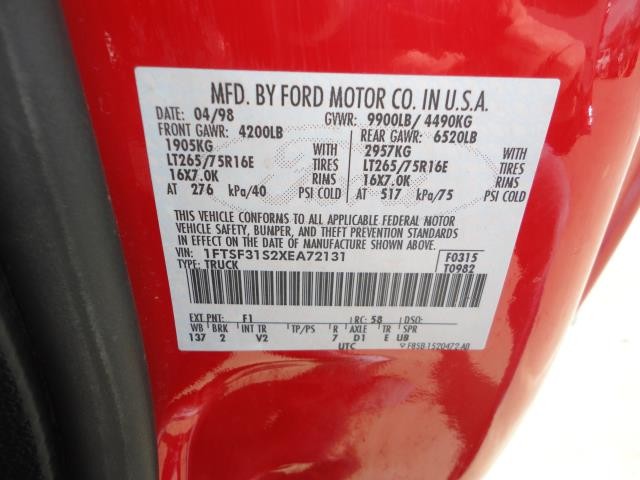 MFD. BY FORD MOTOR CO. IN U.S.A.
DATE: 04/98 GVWR: 9900LB/ 4490KG
FRONT GAWR: 4200LB REAR GAWR: 6520LB
1905KG WITH 2957KG WITH
LT265/75R16E TIRES LT265/75R16E TIRES
16X7.0K RIMS 16X7.0K RIMS
AT 276 kPa/40 PSI COLD AT 517 kPa/75 PSI COLD
THIS VEHICLE CONFORMS TO ALL APPLICABLE FEDERAL MOTOR
VEHICLE SAFETY, BUMPER, AND THEFT PREVENTION STANDARDS
IN EFFECT ON THE DATE OF MANUFACTURE SHOWN ABOVE.
VIN: 1FTSF31S2XEA72131 F0315
TYPE: TRUCK T0982
EXT PNT: F1 RC: 58 DSO:
WB BRK INT TR TP/PS R AXLE TR SPR
137 2 V2 7 D1 E UB
UTC F85B-1520472-AB